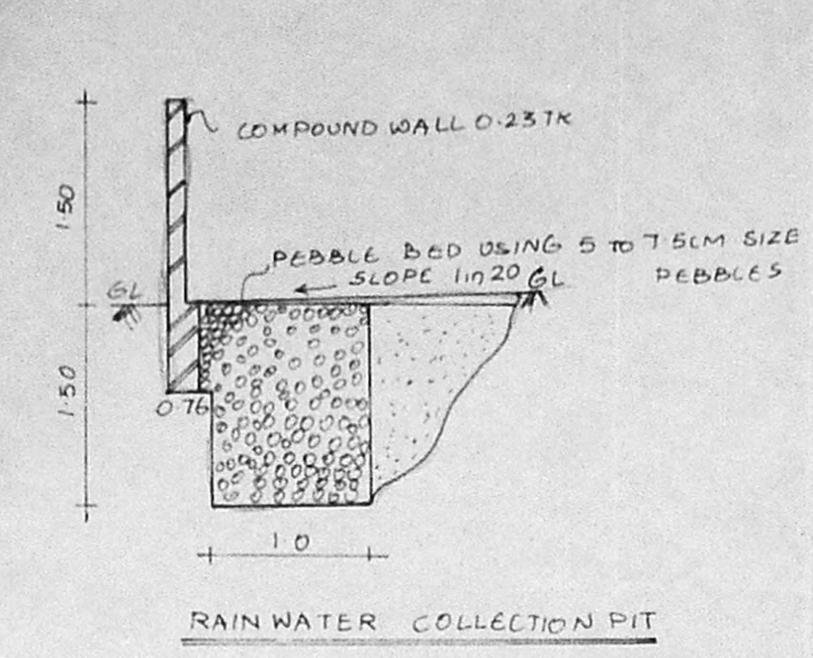 COMPOUND WALL 0.23TK
1.50
PEBBLE BED USING 5 TO 7.5CM SIZE
PEBBLES
SLOPE 1in20
GL
GL
1.50
0.76
1.0
RAIN WATER COLLECTION PIT